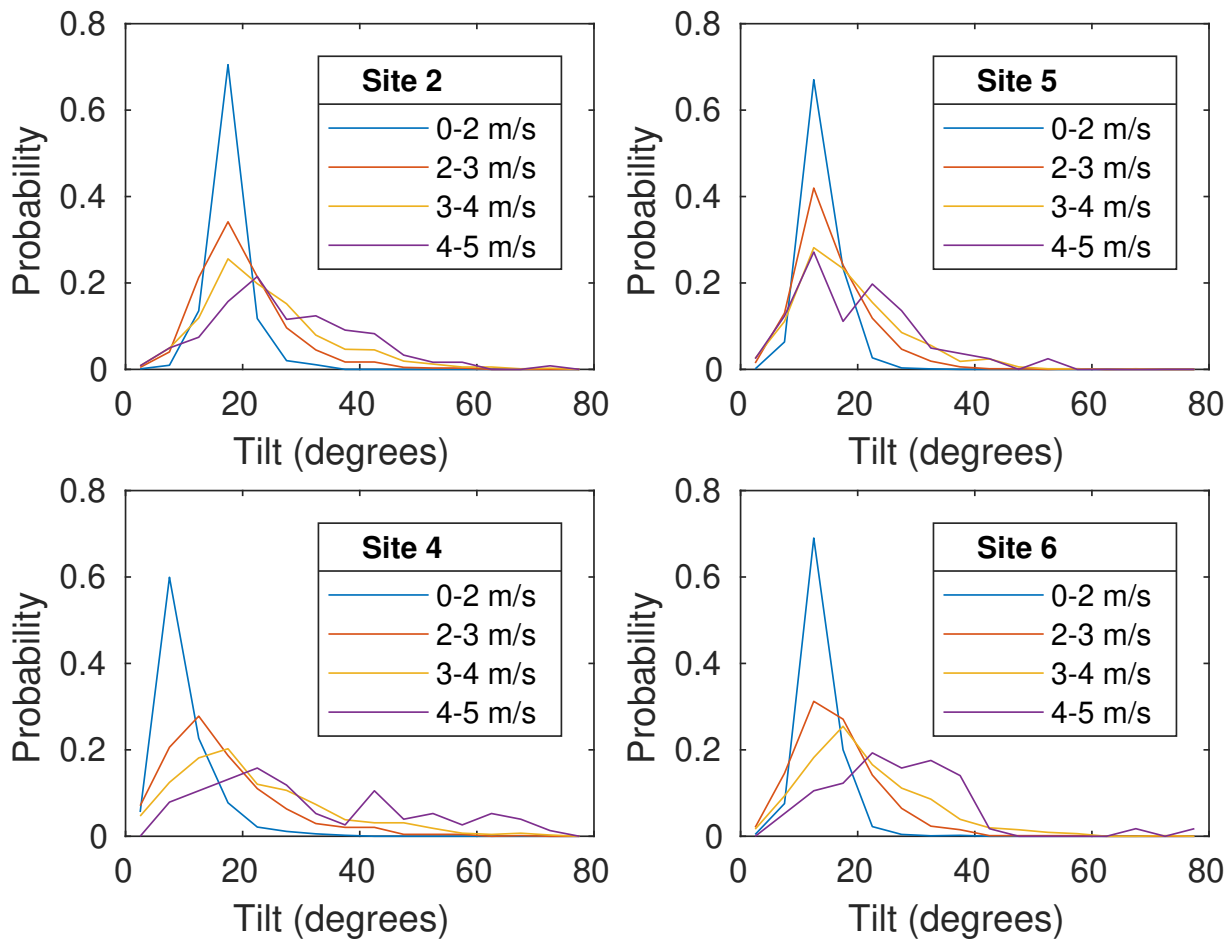 0.8
0.6
0.4
0.2
0
Probability
0 20 40 60 80
Tilt (degrees)
Site 2
0-2 m/s
2-3 m/s
3-4 m/s
4-5 m/s
0.8
0.6
0.4
0.2
0
Probability
0 20 40 60 80
Tilt (degrees)
Site 5
0-2 m/s
2-3 m/s
3-4 m/s
4-5 m/s
0.8
0.6
0.4
0.2
0
Probability
0 20 40 60 80
Tilt (degrees)
Site 4
0-2 m/s
2-3 m/s
3-4 m/s
4-5 m/s
0.8
0.6
0.4
0.2
0
Probability
0 20 40 60 80
Tilt (degrees)
Site 6
0-2 m/s
2-3 m/s
3-4 m/s
4-5 m/s